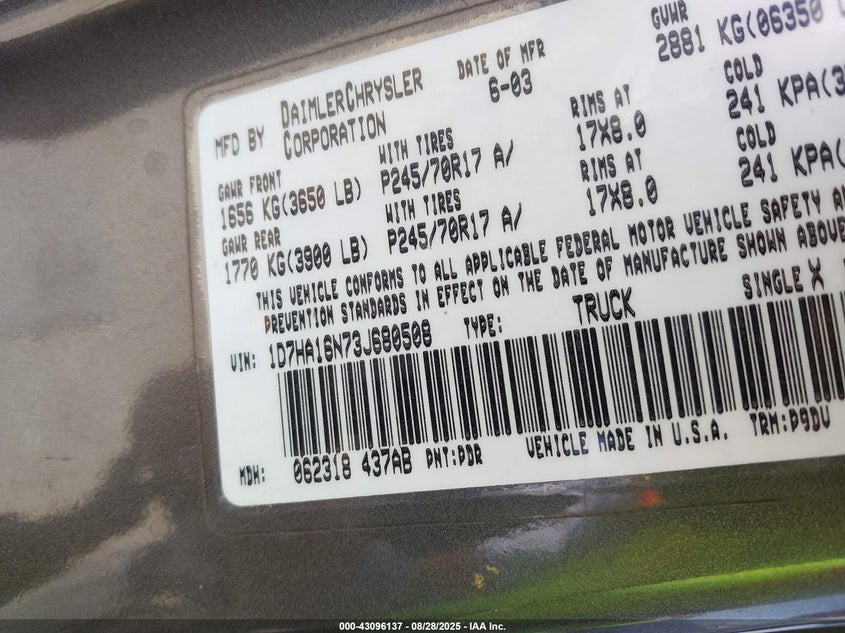 MFD BY DAIMLERCHRYSLER CORPORATION
DATE OF MFR 6-03
GVWR 2881 KG(06350
GAWR FRONT WITH TIRES RIMS AT COLD
1656 KG(3650 LB) P245/70R17 A/ 17X8.0 241 KPA(3
GAWR REAR WITH TIRES RIMS AT COLD
1770 KG(3900 LB) P245/70R17 A/ 17X8.0 241 KPA(
THIS VEHICLE CONFORMS TO ALL APPLICABLE FEDERAL MOTOR VEHICLE SAFETY
PREVENTION STANDARDS IN EFFECT ON THE DATE OF MANUFACTURE SHOWN ABOVE
VIN: 1D7HA16N73J680508 TYPE: TRUCK SINGLE X
MDH: 062318 437AB PNT:PDR VEHICLE MADE IN U.S.A. TRM:P9DV
000-43096137 - 08/28/2025 - IAA Inc.